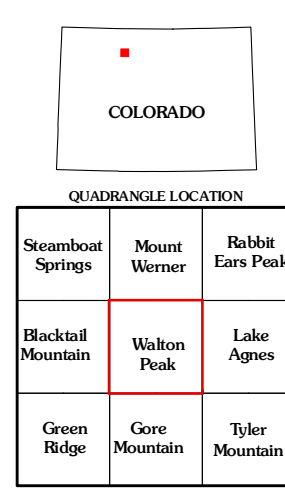 COLORADO
QUADRANGLE LOCATION
Steamboat
Springs
Mount
Werner
Rabbit
Ears Peak
Blacktail
Mountain
Walton
Peak
Lake
Agnes
Green
Ridge
Gore
Mountain
Tyler
Mountain